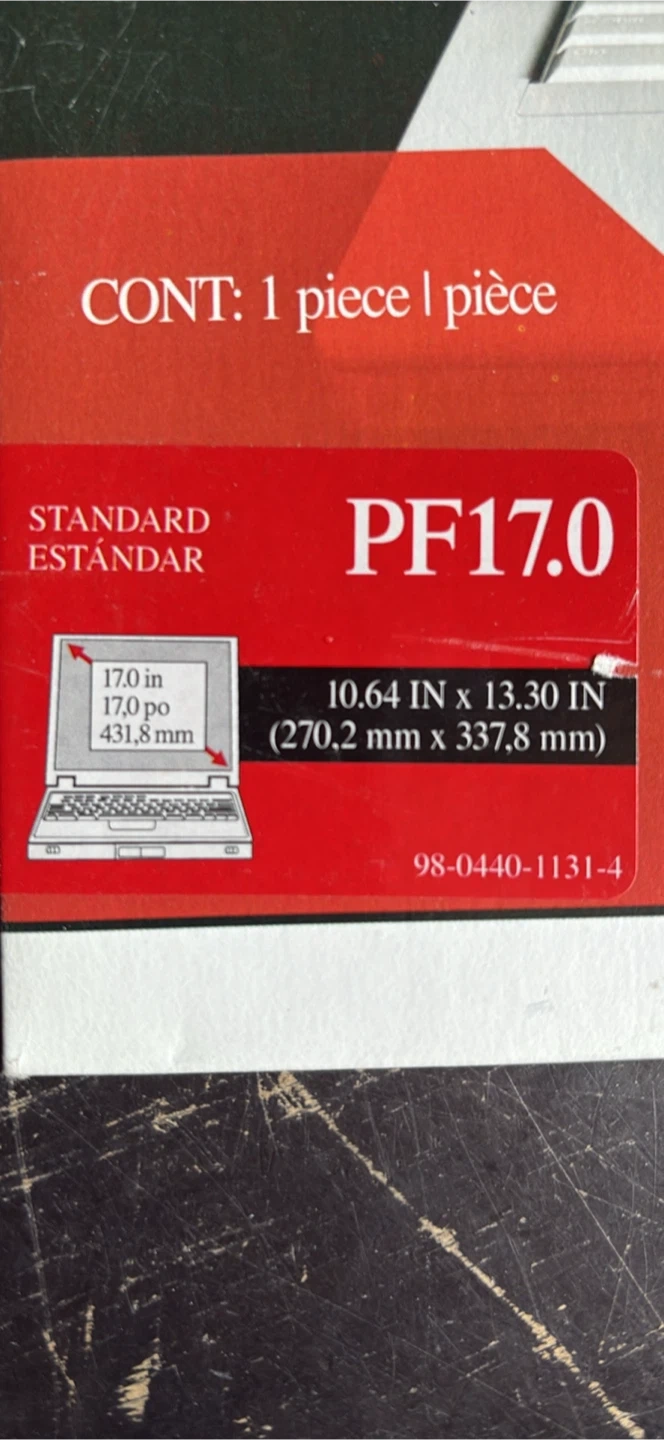 CONT: 1 piece | pièce
STANDARD
ESTÁNDAR
PF17.0
17.0 in
17,0 po
431,8 mm
10.64 IN x 13.30 IN
(270,2 mm x 337,8 mm)
98-0440-1131-4